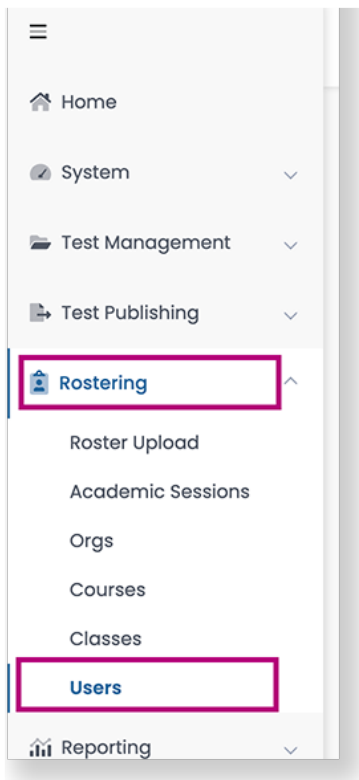 Home
System
Test Management
Test Publishing
Rostering
Roster Upload
Academic Sessions
Orgs
Courses
Classes
Users
Reporting